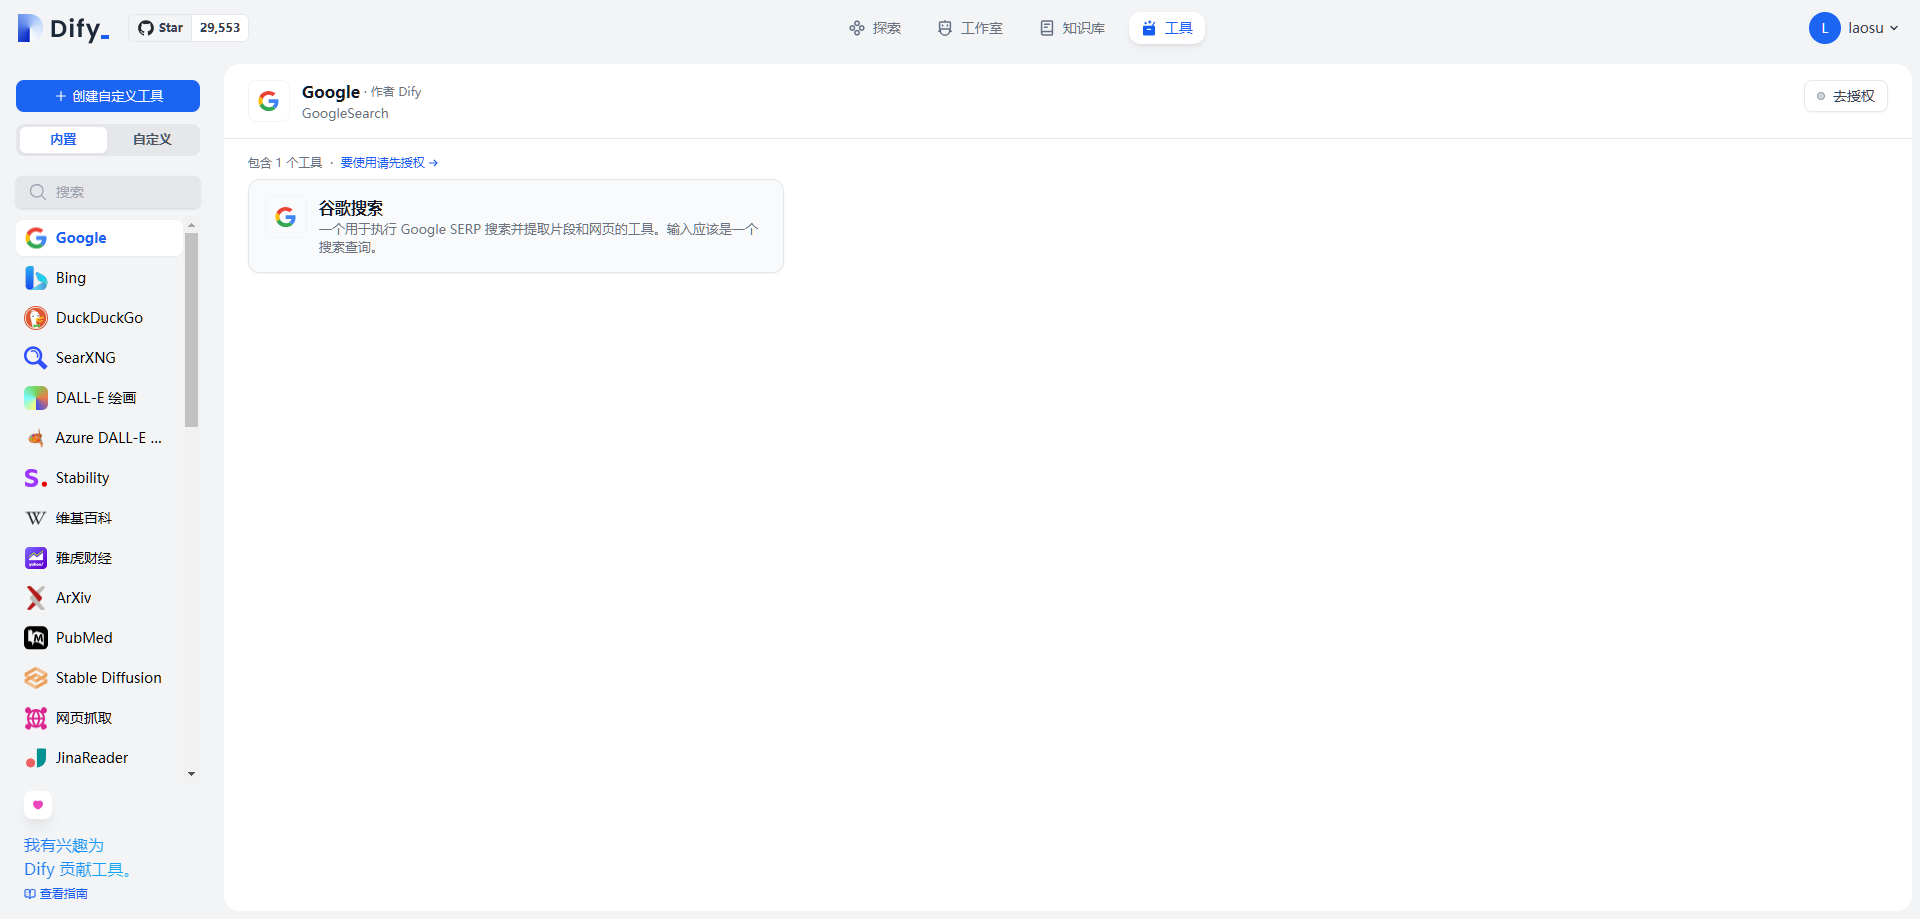 Dify_
Star 29,553
探索
工作室
知识库
工具
L
laosu
+ 创建自定义工具
内置
自定义
搜索
Google
Bing
DuckDuckGo
SearXNG
DALL-E 绘画
Azure DALL-E ...
Stability
维基百科
雅虎财经
ArXiv
PubMed
Stable Diffusion
网页抓取
JinaReader
我有兴趣为
Dify 贡献工具。
查看指南
Google · 作者 Dify
GoogleSearch
去授权
包含 1 个工具 · 要使用请先授权 →
谷歌搜索
一个用于执行 Google SERP 搜索并提取片段和网页的工具。输入应该是一个
搜索查询。